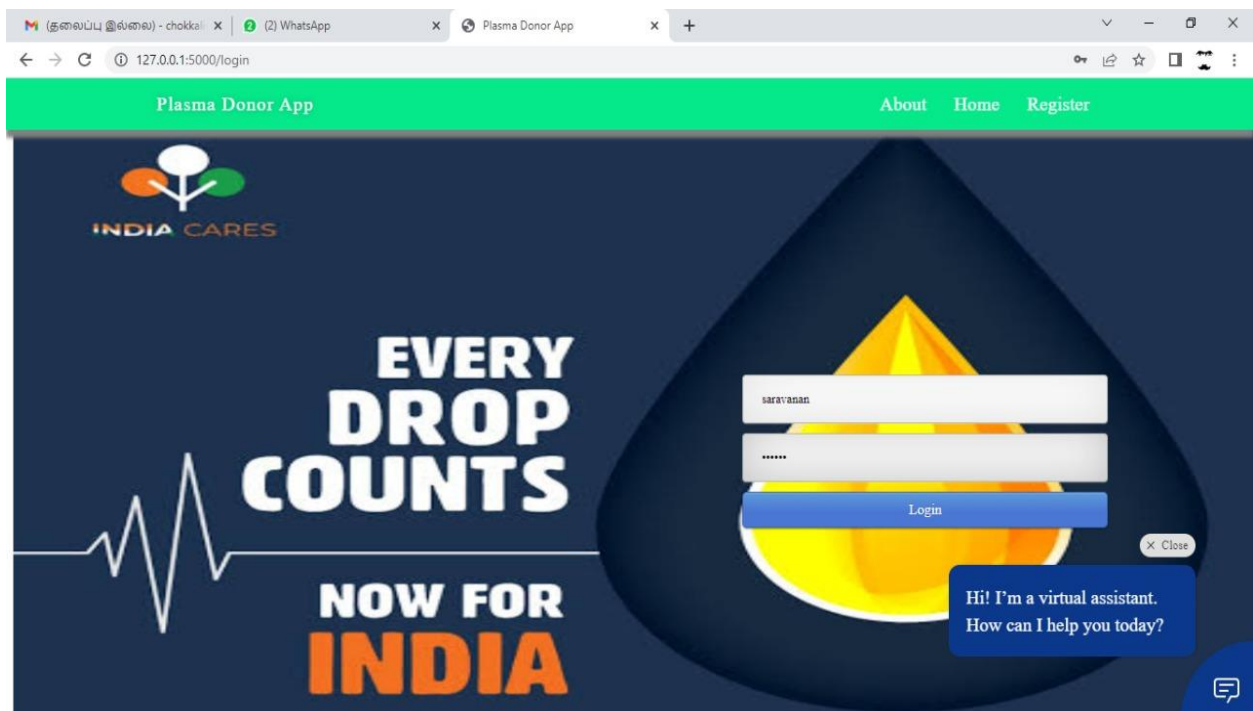 (தலைப்பு இல்லை) - chokkal
2 (2) WhatsApp
Plasma Donor App
127.0.0.1:5000/login
Plasma Donor App
About Home Register
INDIA CARES
EVERY
DROP
COUNTS
saravanan
••••••
Login
× Close
NOW FOR
INDIA
Hi! I'm a virtual assistant.
How can I help you today?